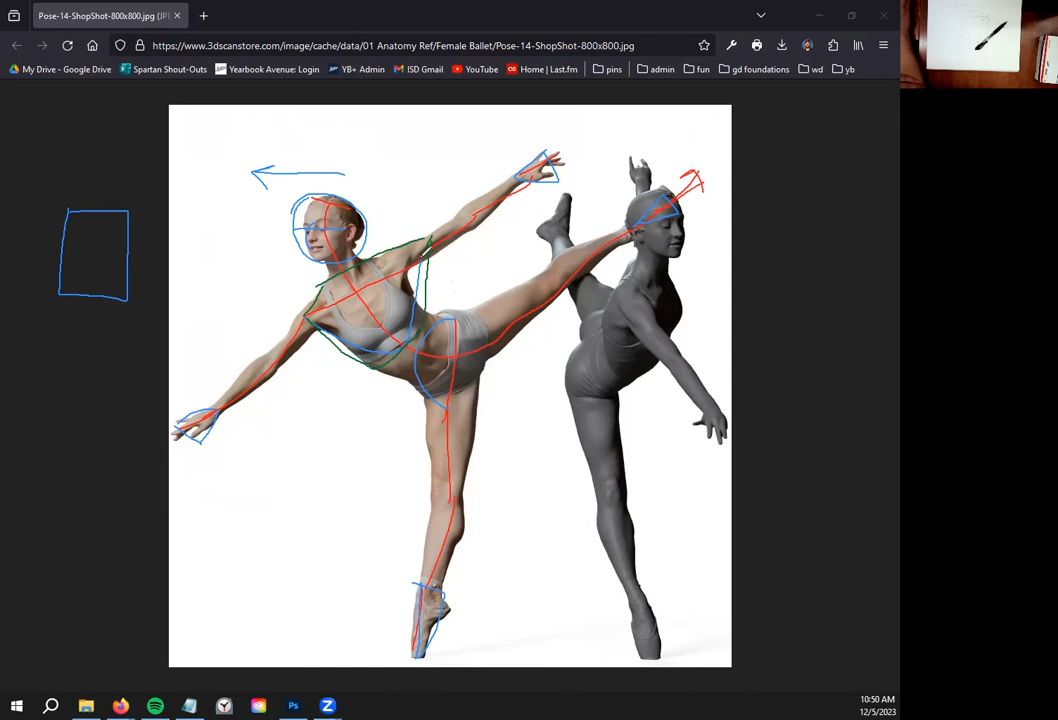 Pose-14-ShopShot-800x800.jpg (JPE
https://www.3dscanstore.com/image/cache/data/01 Anatomy Ref/Female Ballet/Pose-14-ShopShot-800x800.jpg
My Drive - Google Drive Spartan Shout-Outs Yearbook Avenue: Login YB+ Admin ISD Gmail YouTube Home | Last.fm pins admin fun gd foundations wd yb
10:50 AM
12/5/2023